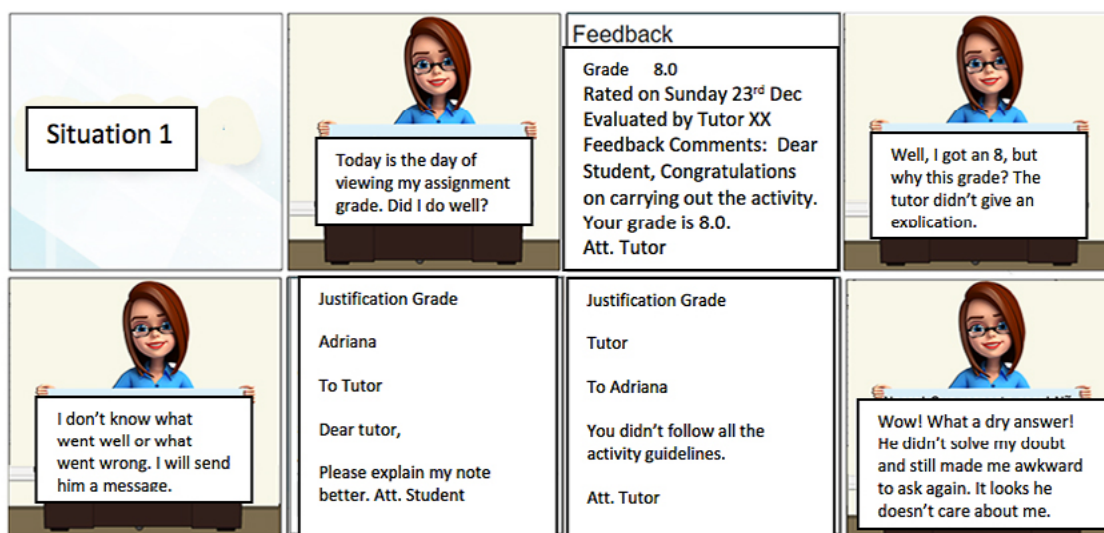 Situation 1
Today is the day of
viewing my assignment
grade. Did I do well?
Feedback
Grade 8.0
Rated on Sunday 23rd Dec
Evaluated by Tutor XX
Feedback Comments: Dear
Student, Congratulations
on carrying out the activity.
Your grade is 8.0.
Att. Tutor
Well, I got an 8, but
why this grade? The
tutor didn't give an
explication.
I don't know what
went well or what
went wrong. I will send
him a message.
Justification Grade
Adriana
To Tutor
Dear tutor,
Please explain my note
better. Att. Student
Justification Grade
Tutor
To Adriana
You didn't follow all the
activity guidelines.
Att. Tutor
Wow! What a dry answer!
He didn't solve my doubt
and still made me awkward
to ask again. It looks he
doesn't care about me.